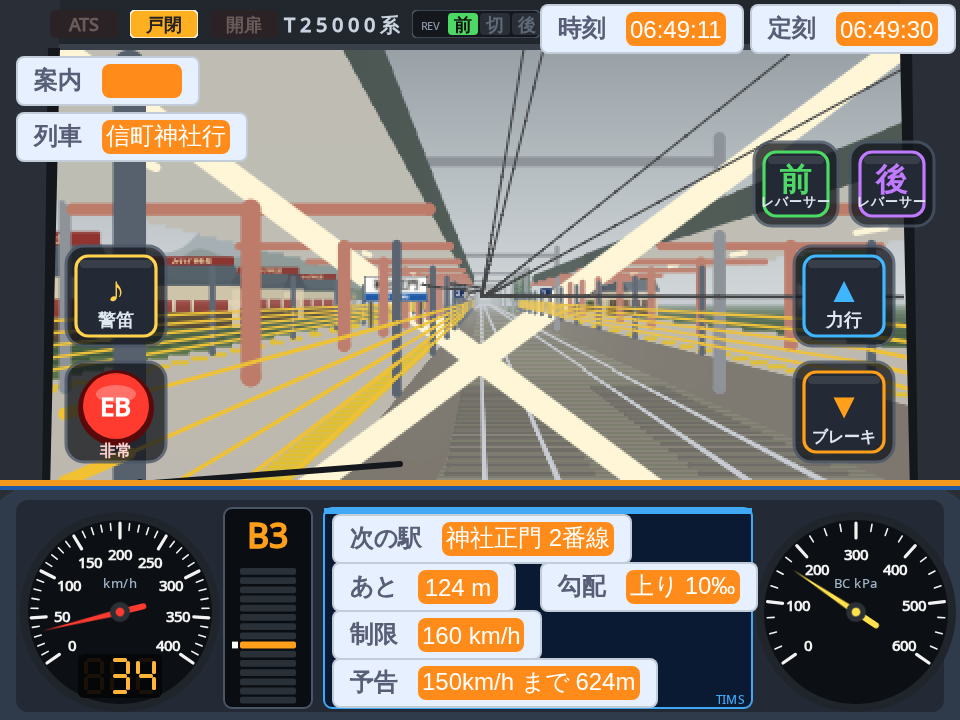 ATS 戸閉 開扉 T25000系 REV 前 切 後
時刻 06:49:11 定刻 06:49:30
案内
列車 信町神社行
前 レバーサー
後 レバーサー
♪ 警笛
▲ 力行
EB 非常
▼ ブレーキ
0 50 100 150 200 250 300 350 400 km/h
34
B3
次の駅 神社正門 2番線
あと 124 m 勾配 上り 10‰
制限 160 km/h
予告 150km/h まで 624m
TIMS
0 100 200 300 400 500 600 BC kPa